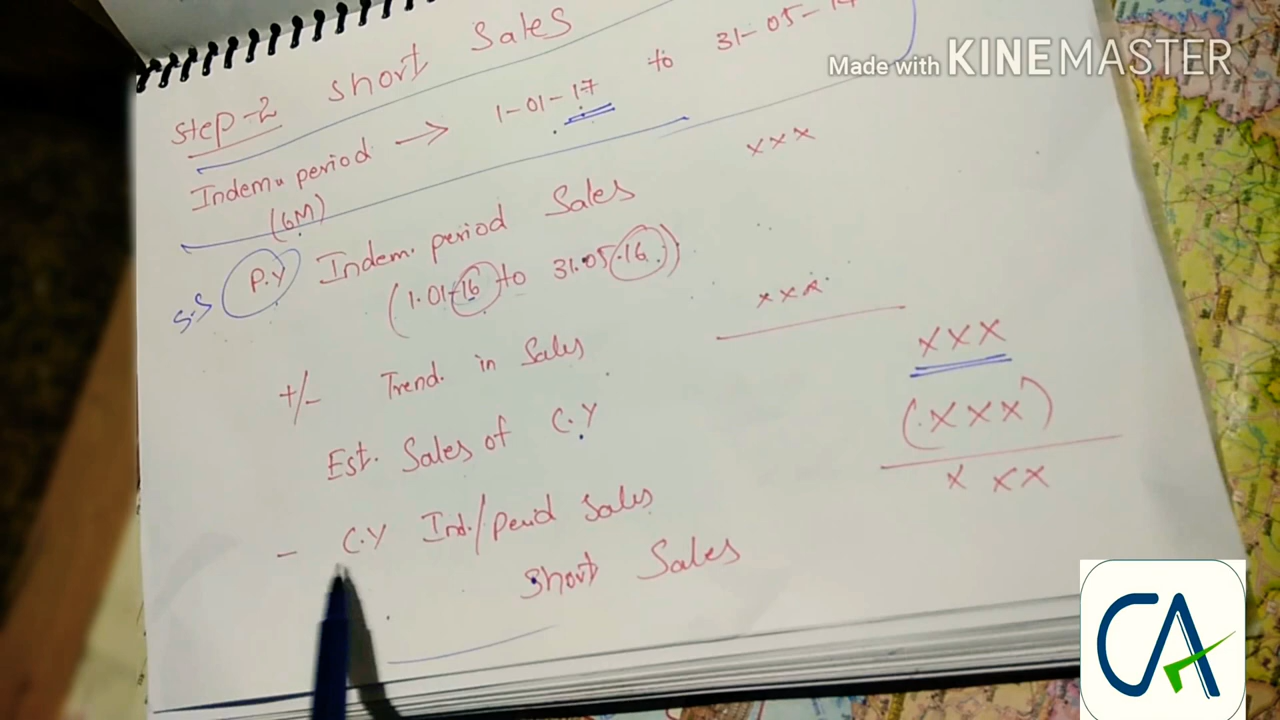 Made with KINEMASTER
Step-2 Short Sales
Indem. period → 1-01-17 to 31-05-17
(6M)
P.Y Indem. period Sales xxx
(1.01.16 to 31.05.16)
+/- Trend. in Sales xxx
Est. Sales of C.Y xxx
- C.Y Ind./Period Sales (xxx)
Short Sales xxx
CA